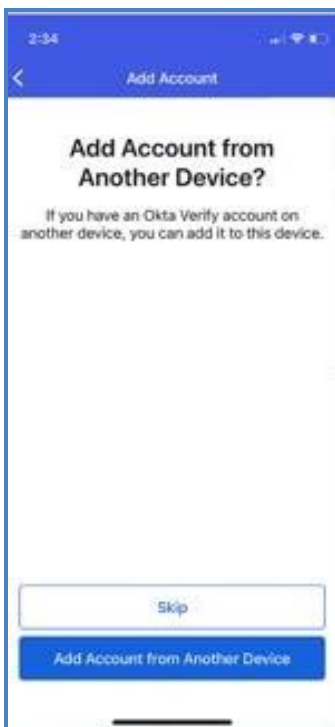 2:34
Add Account
Add Account from
Another Device?
If you have an Okta Verify account on
another device, you can add it to this device.
Skip
Add Account from Another Device